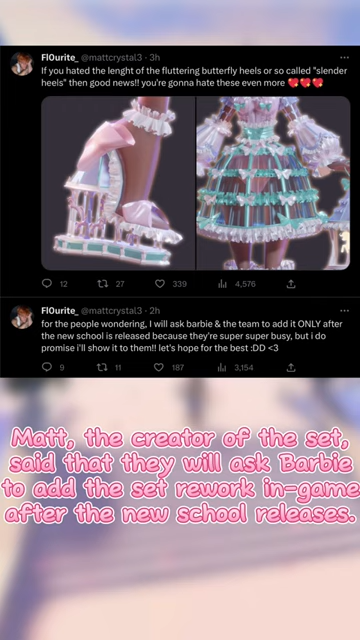 Fl0urite_ @mattcrystal3 · 3h
If you hated the lenght of the fluttering butterfly heels or so called "slender
heels" then good news!! you're gonna hate these even more ❤️❤️❤️
12 27 339 4,576
Fl0urite_ @mattcrystal3 · 2h
for the people wondering, I will ask barbie & the team to add it ONLY after
the new school is released because they're super super busy, but i do
promise i'll show it to them!! let's hope for the best :DD <3
9 11 187 3,154
Matt, the creator of the set,
said that they will ask Barbie
to add the set rework in-game
after the new school releases.